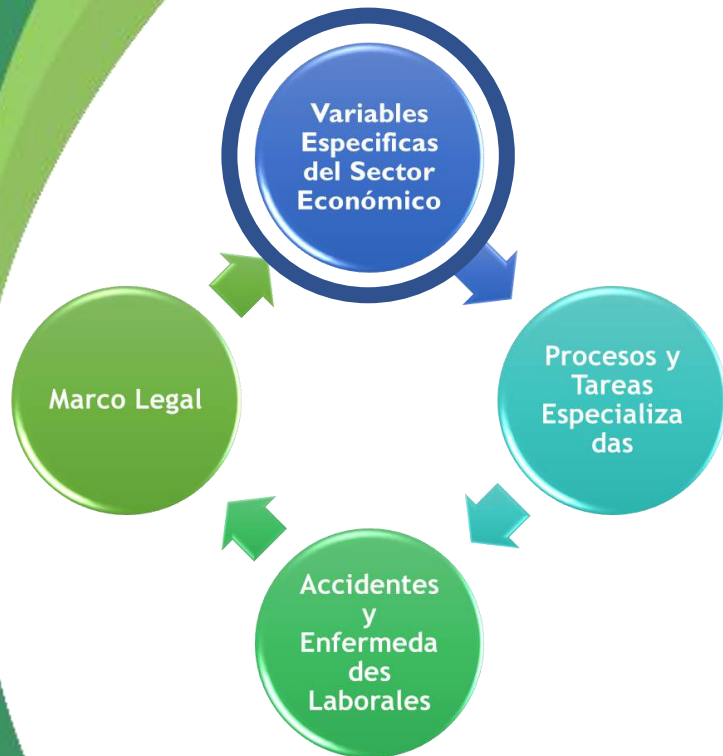 Variables
Especificas
del Sector
Económico
Procesos y
Tareas
Especializa
das
Accidentes
y
Enfermeda
des
Laborales
Marco Legal